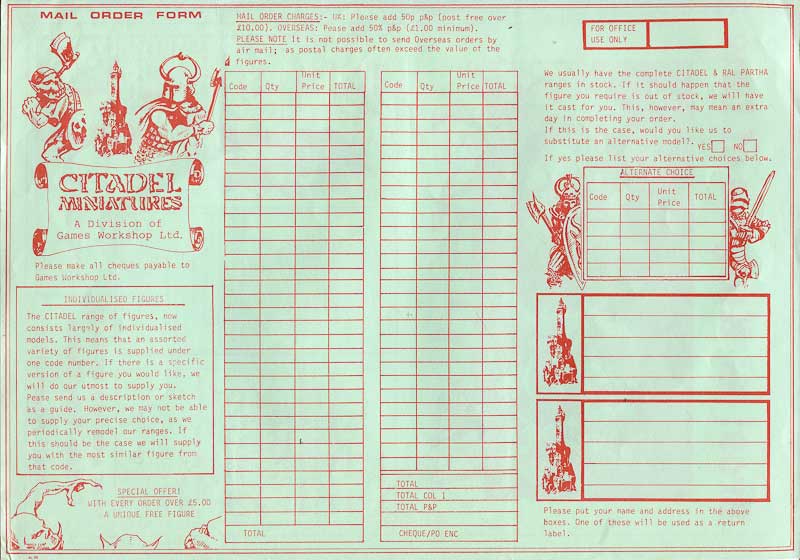 MAIL ORDER FORM
CITADEL
MINIATURES
A Division of
Games Workshop Ltd.
Please make all cheques payable to
Games Workshop Ltd.
INDIVIDUALISED FIGURES
The CITADEL range of figures, now
consists largely of individualised
models. This means that an assorted
variety of figures is supplied under
one code number. If there is a specific
version of a figure you would like, we
will do our utmost to supply you.
Pease send us a description or sketch
as a guide. However, we may not be able
to supply your precise choice, as we
periodically remodel our ranges. If
this should be the case we will supply
you with the most similar figure from
that code.
SPECIAL OFFER!
WITH EVERY ORDER OVER £5.00
A UNIQUE FREE FIGURE
MAIL ORDER CHARGES:- UK: Please add 50p p&p (post free over
£10.00). OVERSEAS: Pease add 50% p&p (£1.00 minimum).
PLEASE NOTE It is not possible to send Overseas orders by
air mail; as postal charges often exceed the value of the
figures.
Code Qty Unit Price TOTAL
TOTAL
Code Qty Unit Price TOTAL
TOTAL
TOTAL COL 1
TOTAL P&P
CHEQUE/PO ENC
FOR OFFICE
USE ONLY
We usually have the complete CITADEL & RAL PARTHA
ranges in stock. If it should happen that the
figure you require is out of stock, we will have
it cast for you. This, however, may mean an extra
day in completing your order.
If this is the case, would you like us to
substitute an alternative model? YES NO
If yes please list your alternative choices below.
ALTERNATE CHOICE
Code Qty Unit Price TOTAL
Please put your name and address in the above
boxes. One of these will be used as a return
label.